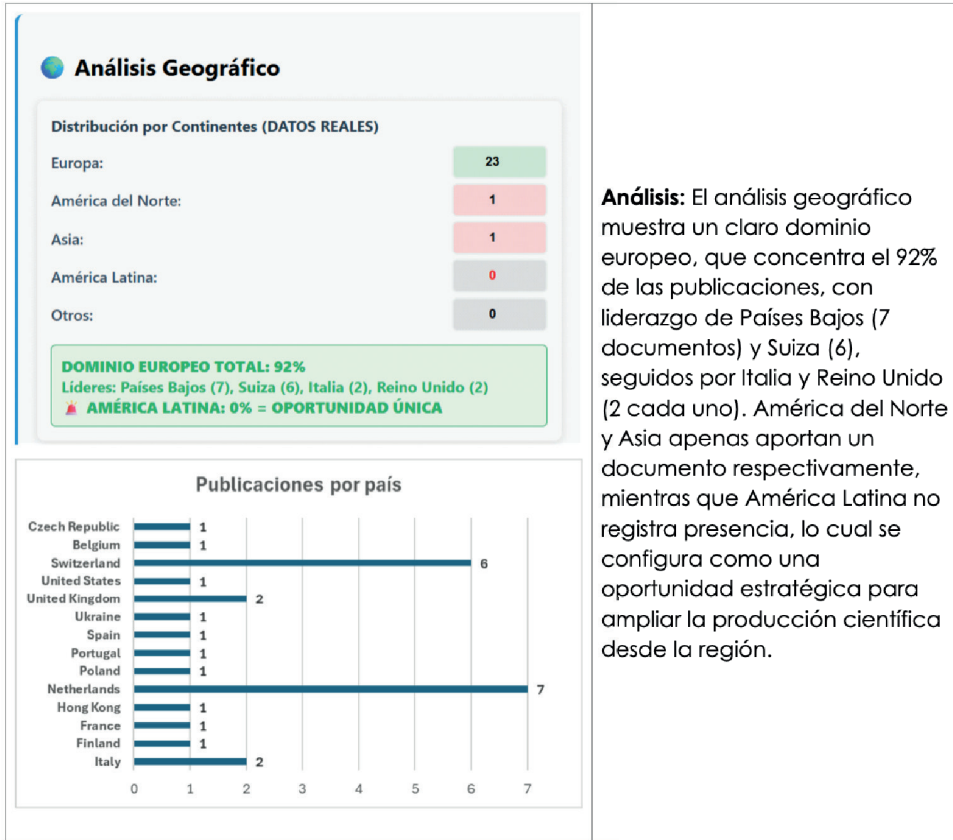 🌍 Análisis Geográfico
Distribución por Continentes (DATOS REALES)
Europa: 23
América del Norte: 1
Asia: 1
América Latina: 0
Otros: 0
DOMINIO EUROPEO TOTAL: 92%
Líderes: Países Bajos (7), Suiza (6), Italia (2), Reino Unido (2)
🚨 AMÉRICA LATINA: 0% = OPORTUNIDAD ÚNICA
Publicaciones por país
Czech Republic 1
Belgium 1
Switzerland 6
United States 1
United Kingdom 2
Ukraine 1
Spain 1
Portugal 1
Poland 1
Netherlands 7
Hong Kong 1
France 1
Finland 1
Italy 2
0 1 2 3 4 5 6 7
Análisis: El análisis geográfico
muestra un claro dominio
europeo, que concentra el 92%
de las publicaciones, con
liderazgo de Países Bajos (7
documentos) y Suiza (6),
seguidos por Italia y Reino Unido
(2 cada uno). América del Norte
y Asia apenas aportan un
documento respectivamente,
mientras que América Latina no
registra presencia, lo cual se
configura como una
oportunidad estratégica para
ampliar la producción científica
desde la región.